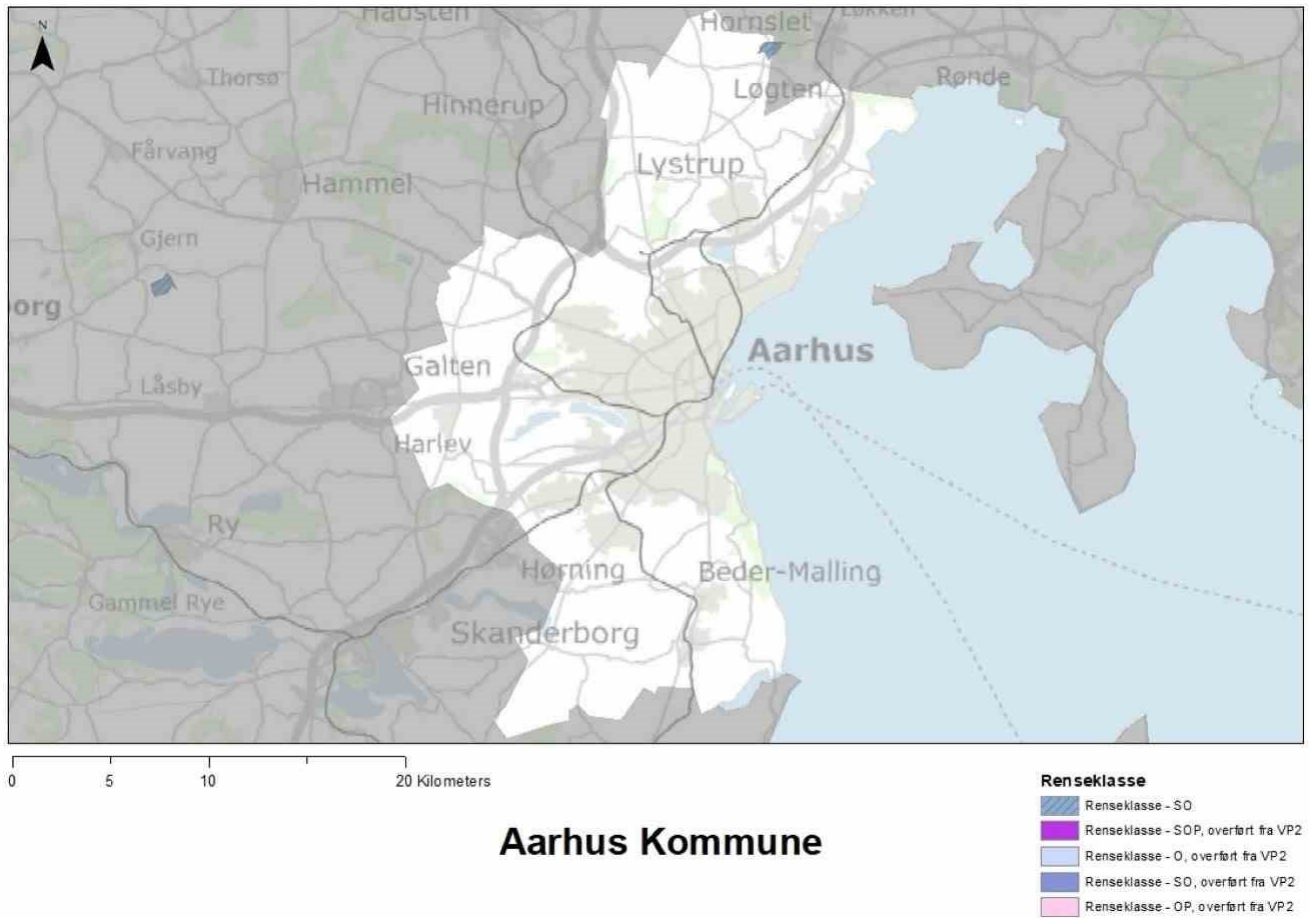 N
Hadsten
Hornslet
Løkken
Thorsø
Rønde
Løgten
Hinnerup
Fårvang
Lystrup
Hammel
Gjern
borg
Aarhus
Galten
Låsby
Harlev
Ry
Hørning
Beder-Malling
Gammel Rye
Skanderborg
0 5 10 20 Kilometers
Renseklasse
Renseklasse - SO
Renseklasse - SOP, overført fra VP2
Renseklasse - O, overført fra VP2
Renseklasse - SO, overført fra VP2
Renseklasse - OP, overført fra VP2
Aarhus Kommune